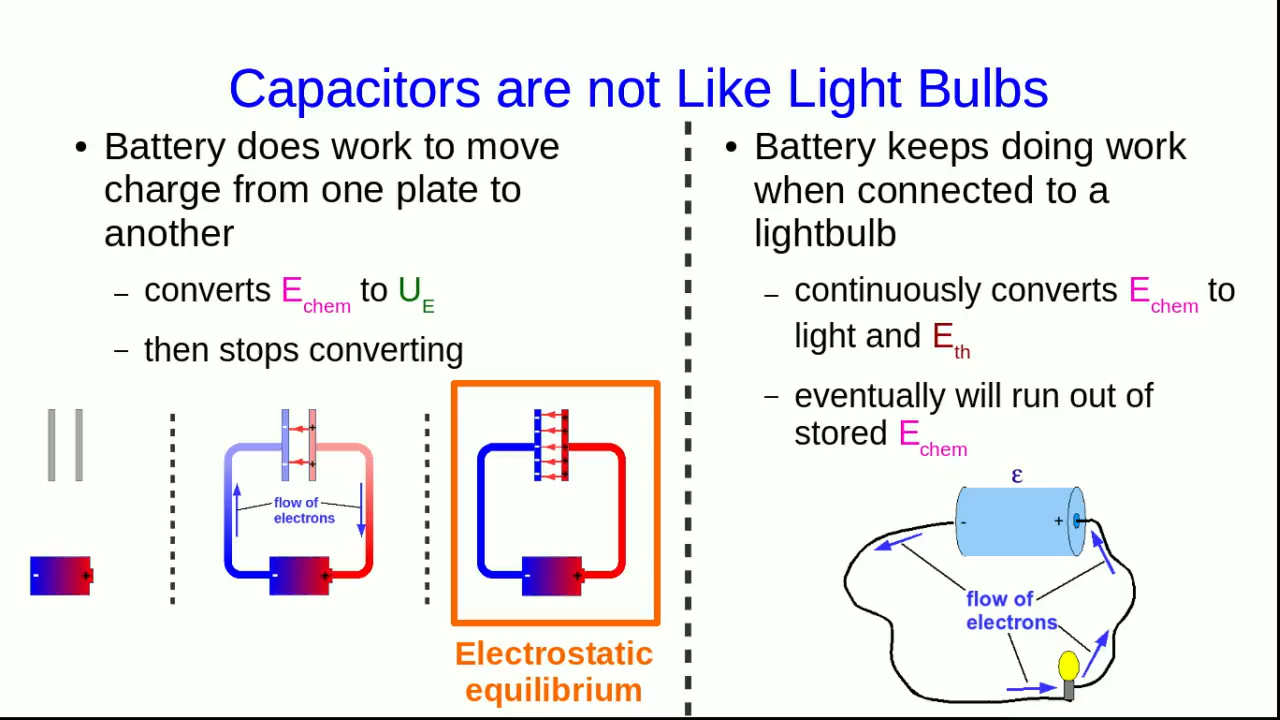 Capacitors are not Like Light Bulbs
• Battery does work to move
charge from one plate to
another
– converts Echem to UE
– then stops converting
- +
- +
- +
flow of
electrons
- +
- +
- +
- +
Electrostatic
equilibrium
• Battery keeps doing work
when connected to a
lightbulb
– continuously converts Echem to
light and Eth
– eventually will run out of
stored Echem
ε
- +
flow of
electrons